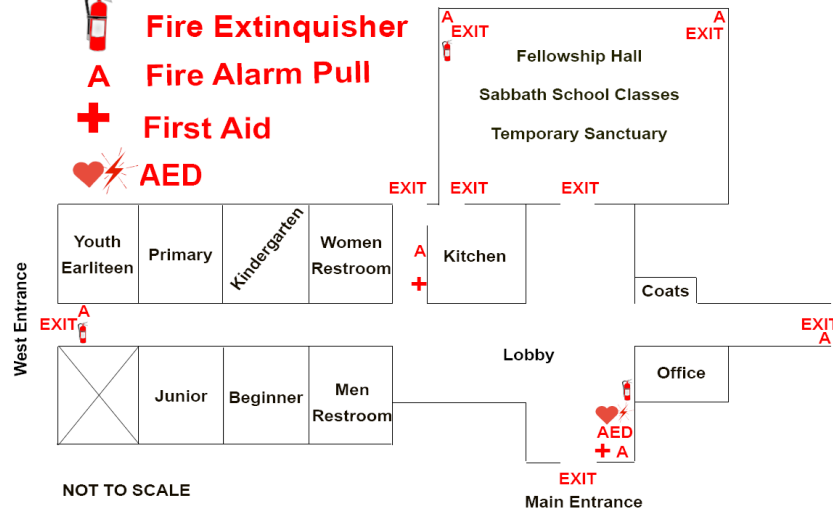 Fire Extinguisher
A Fire Alarm Pull
First Aid
AED
A
EXIT
A
EXIT
Fellowship Hall
Sabbath School Classes
Temporary Sanctuary
EXIT
EXIT
EXIT
Youth
Earliteen
Primary
Kindergarten
Women
Restroom
A
Kitchen
Coats
West Entrance
A
EXIT
EXIT
A
Lobby
Office
Junior
Beginner
Men
Restroom
AED
A
EXIT
NOT TO SCALE
Main Entrance